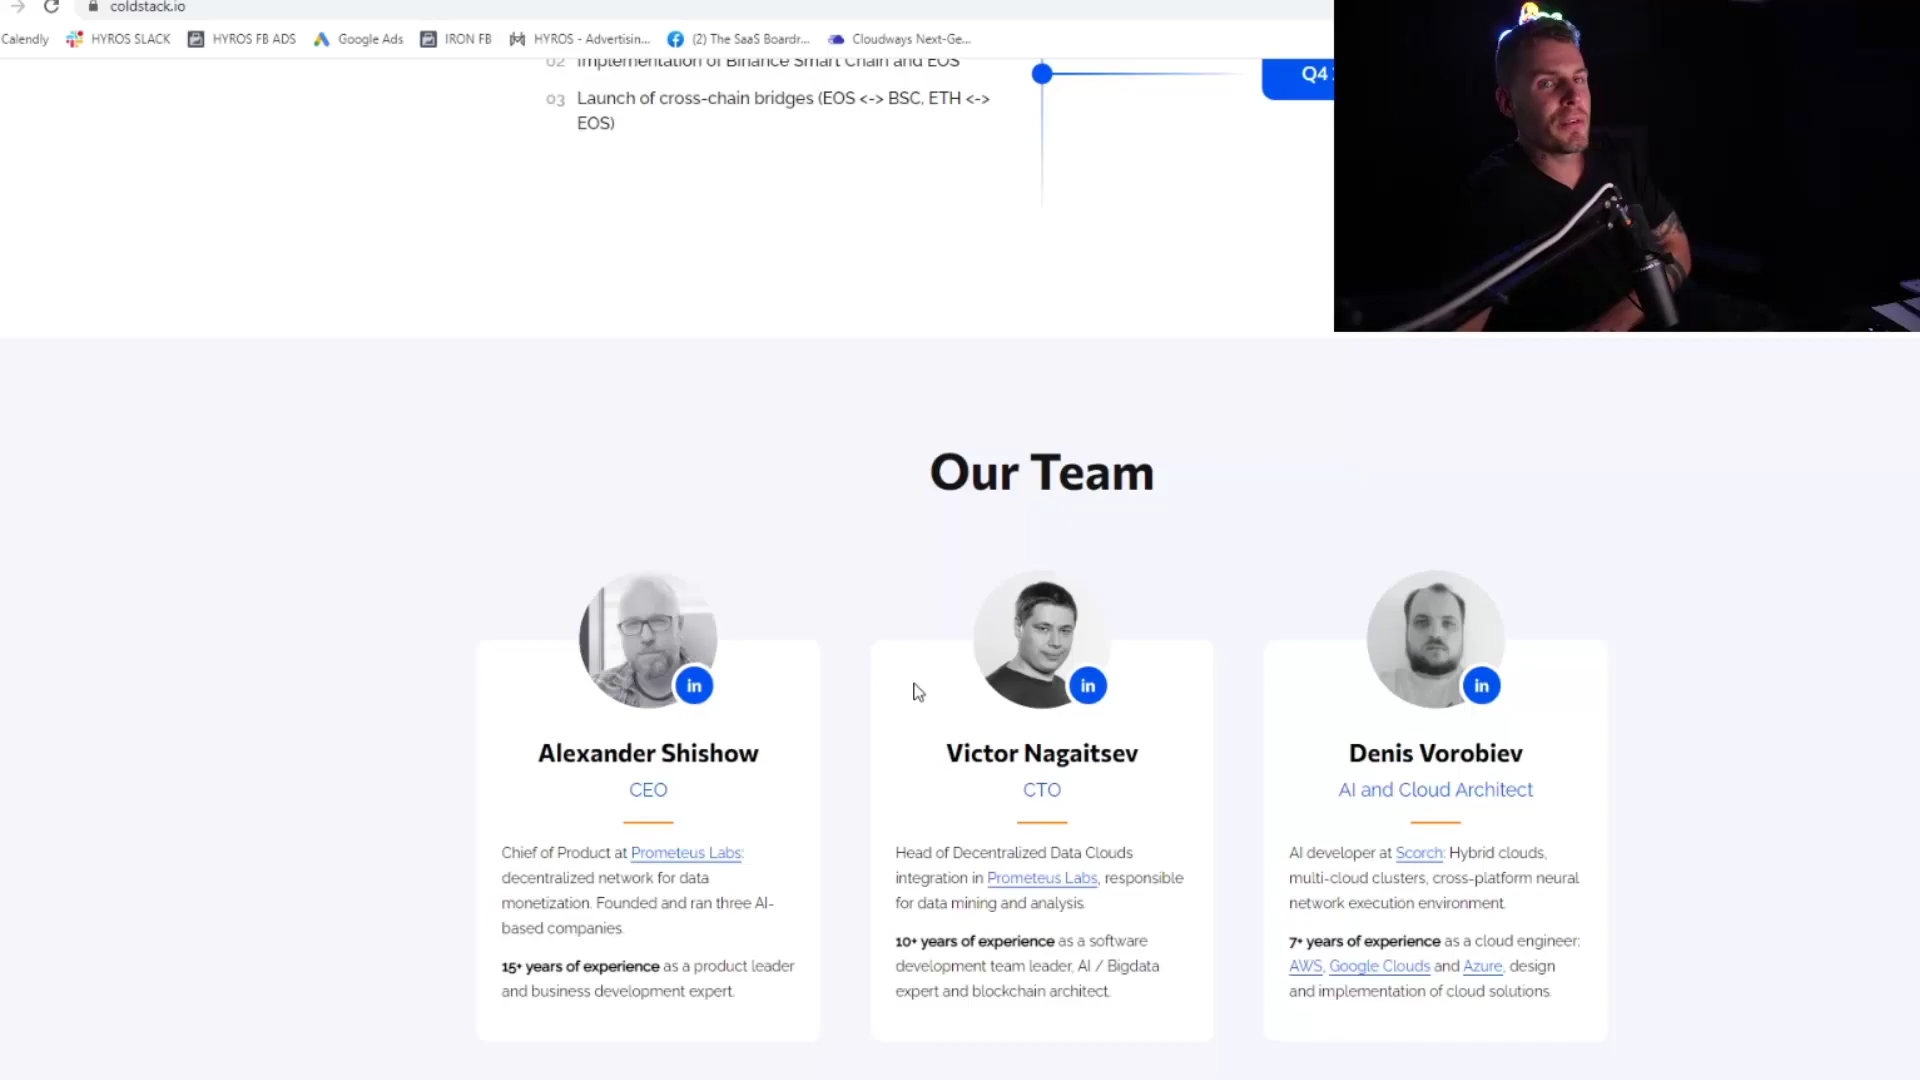 coldstack.io
Calendly HYROS SLACK HYROS FB ADS Google Ads IRON FB HYROS - Advertisin... (2) The SaaS Boardr... Cloudways Next-Ge...
02 Implementation of Binance Smart Chain and EOS
Q4
03 Launch of cross-chain bridges (EOS <-> BSC, ETH <->
EOS)
Our Team
in
Alexander Shishow
CEO
Chief of Product at Prometeus Labs:
decentralized network for data
monetization. Founded and ran three AI-
based companies.
15+ years of experience as a product leader
and business development expert.
in
Victor Nagaitsev
CTO
Head of Decentralized Data Clouds
integration in Prometeus Labs, responsible
for data mining and analysis.
10+ years of experience as a software
development team leader, AI / Bigdata
expert and blockchain architect.
in
Denis Vorobiev
AI and Cloud Architect
AI developer at Scorch: Hybrid clouds,
multi-cloud clusters, cross-platform neural
network execution environment.
7+ years of experience as a cloud engineer:
AWS, Google Clouds and Azure, design
and implementation of cloud solutions.